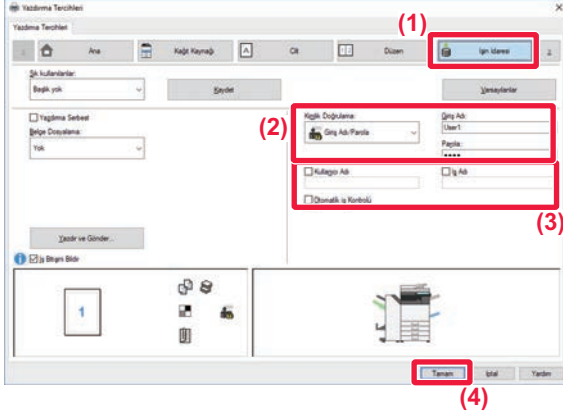 Yazdırma Tercihleri
Yazdırma Tercihleri
(1)
Ana
Kağıt Kaynağı
A
Cilt
Düzen
İşin İdaresi
Sık kullanılanlar:
Başlık yok
Kaydet
Varsayılanlar
Yazdırma Serbest
Belge Dosyalama:
Yok
(2)
Kimlik Doğrulama:
Giriş Adı/Parola
Giriş Adı:
User1
Parola:
••••
Kullanıcı Adı
İş Adı
Otomatik iş Kontrolü
(3)
Yazdır ve Gönder...
İş Bitişini Bildir
1
Tamam
İptal
Yardım
(4)